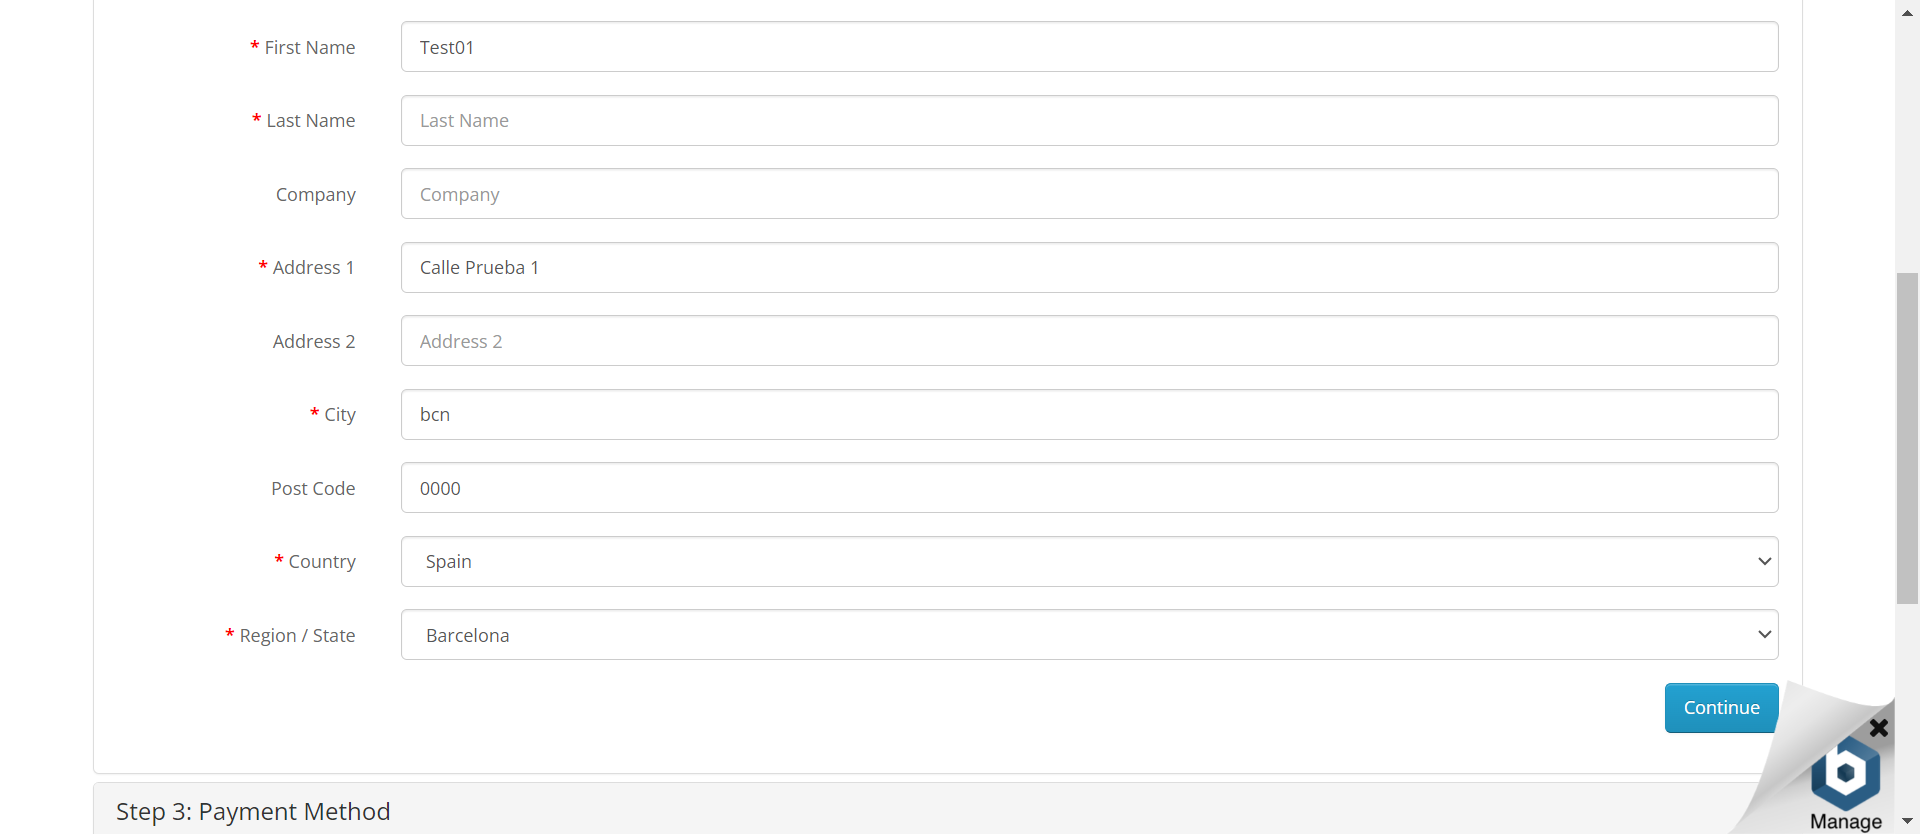 * First Name
Test01
* Last Name
Last Name
Company
Company
* Address 1
Calle Prueba 1
Address 2
Address 2
* City
bcn
Post Code
0000
* Country
Spain
* Region / State
Barcelona
Continue
Step 3: Payment Method
b
Manage